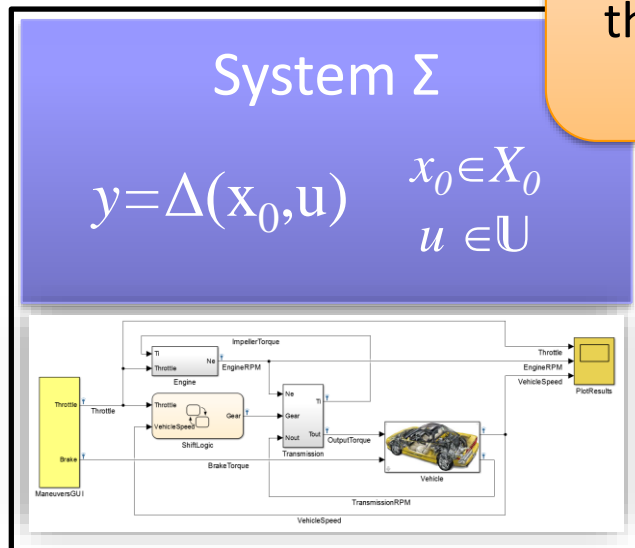 th
System Σ
y=Δ(x₀,u)
x₀∈X₀
u ∈𝕌
ImpellerTorque
Ti
Throttle
Ne
EngineRPM
Engine
Throttle
EngineRPM
VehicleSpeed
PlotResults
Throttle
Throttle
Throttle
VehicleSpeed
Gear
ShiftLogic
Ne
Gear
Nout
Ti
Tout
Transmission
OutputTorque
Vehicle
Brake
BrakeTorque
ManeuversGUI
TransmissionRPM
VehicleSpeed